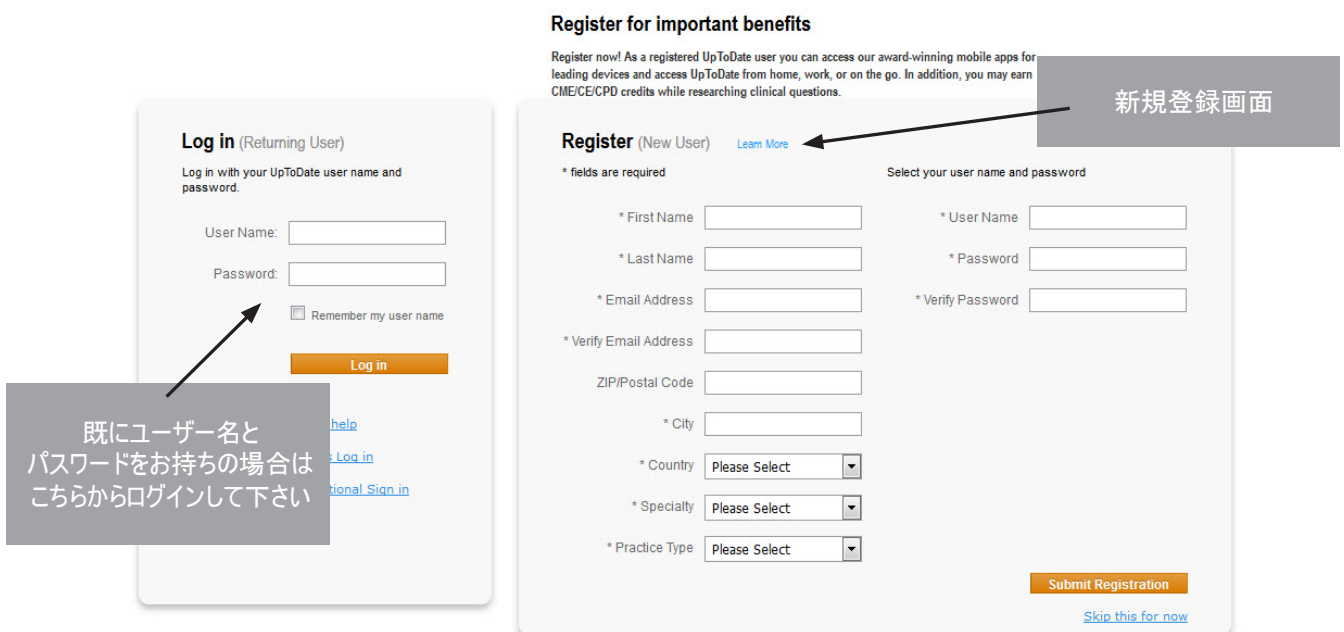 Register for important benefits
Register now! As a registered UpToDate user you can access our award-winning mobile apps for
leading devices and access UpToDate from home, work, or on the go. In addition, you may earn
CME/CE/CPD credits while researching clinical questions.
新規登録画面
Log in (Returning User)
Log in with your UpToDate user name and
password.
User Name:
Password:
Remember my user name
Log in
help
Log in
Sign in
既にユーザー名と
パスワードをお持ちの場合は
こちらからログインして下さい
Register (New User) Learn More
* fields are required
* First Name
* Last Name
* Email Address
* Verify Email Address
ZIP/Postal Code
* City
* Country Please Select
* Specialty Please Select
* Practice Type Please Select
Select your user name and password
* User Name
* Password
* Verify Password
Submit Registration
Skip this for now